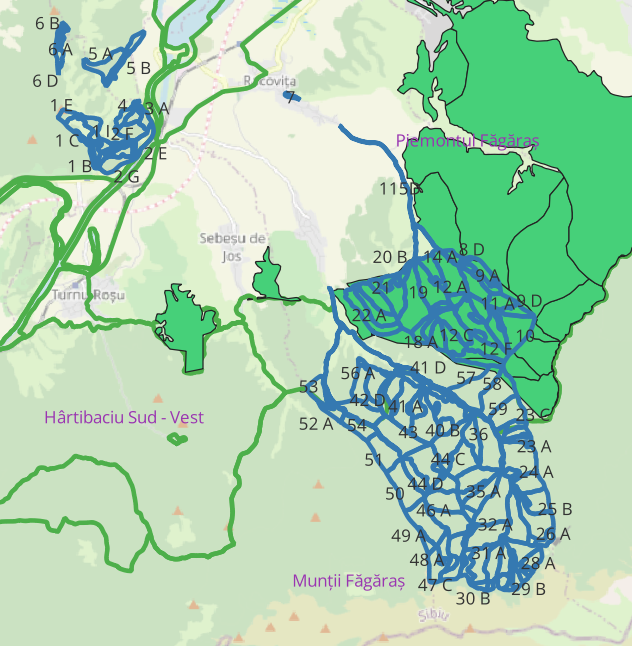 6 B
6 A
5 A
5 B
6 D
Racovița
7
1 E
3 A
1 I
2 F
1 C
Piemontul Făgăraș
2 E
1 B
2 G
115D
Sebeșu de
Jos
8 D
20 B
14 A
9 A
21
19
12 A
Turnu Roșu
11 A
9 D
22 A
12 C
10
18 A
12 F
41 D
56 A
57
58
53
42 D
41 A
59
Hârtibaciu Sud - Vest
23 C
52 A
54
43
40 B
36
23 A
51
44 C
24 A
44 D
35 A
50
46 A
25 B
32 A
49 A
26 A
31 A
48 A
28 A
Munții Făgăraș
47 C
29 B
30 B
Sibiu